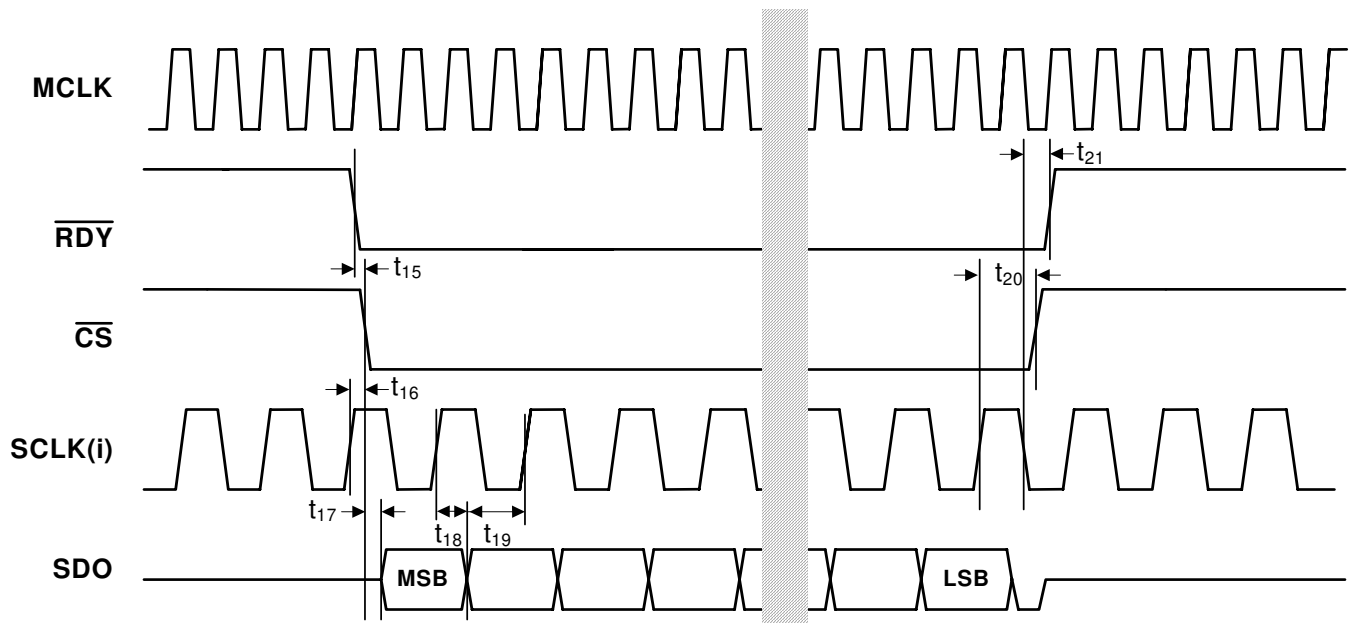 MCLK
t21
RDY
t15
t20
CS
t16
SCLK(i)
t17
t18
t19
SDO
MSB
LSB